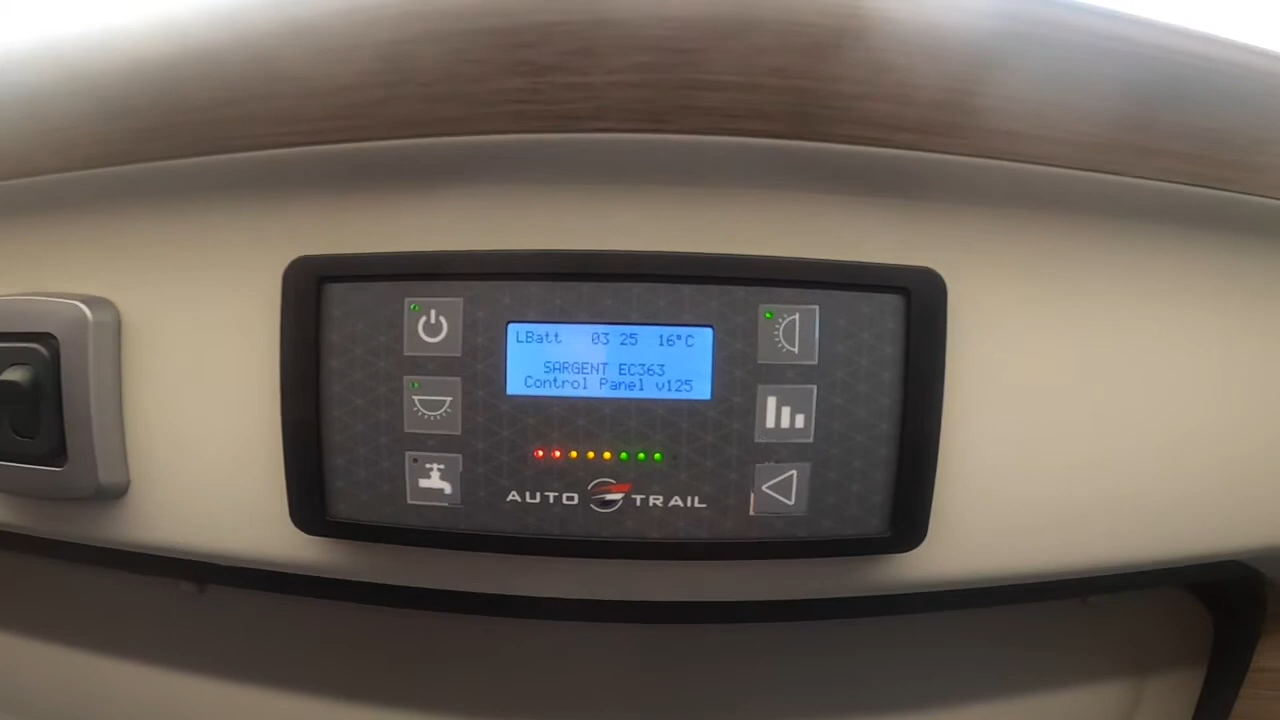 LBatt 03 25 16°C
SARGENT EC363
Control Panel v125
AUTO TRAIL